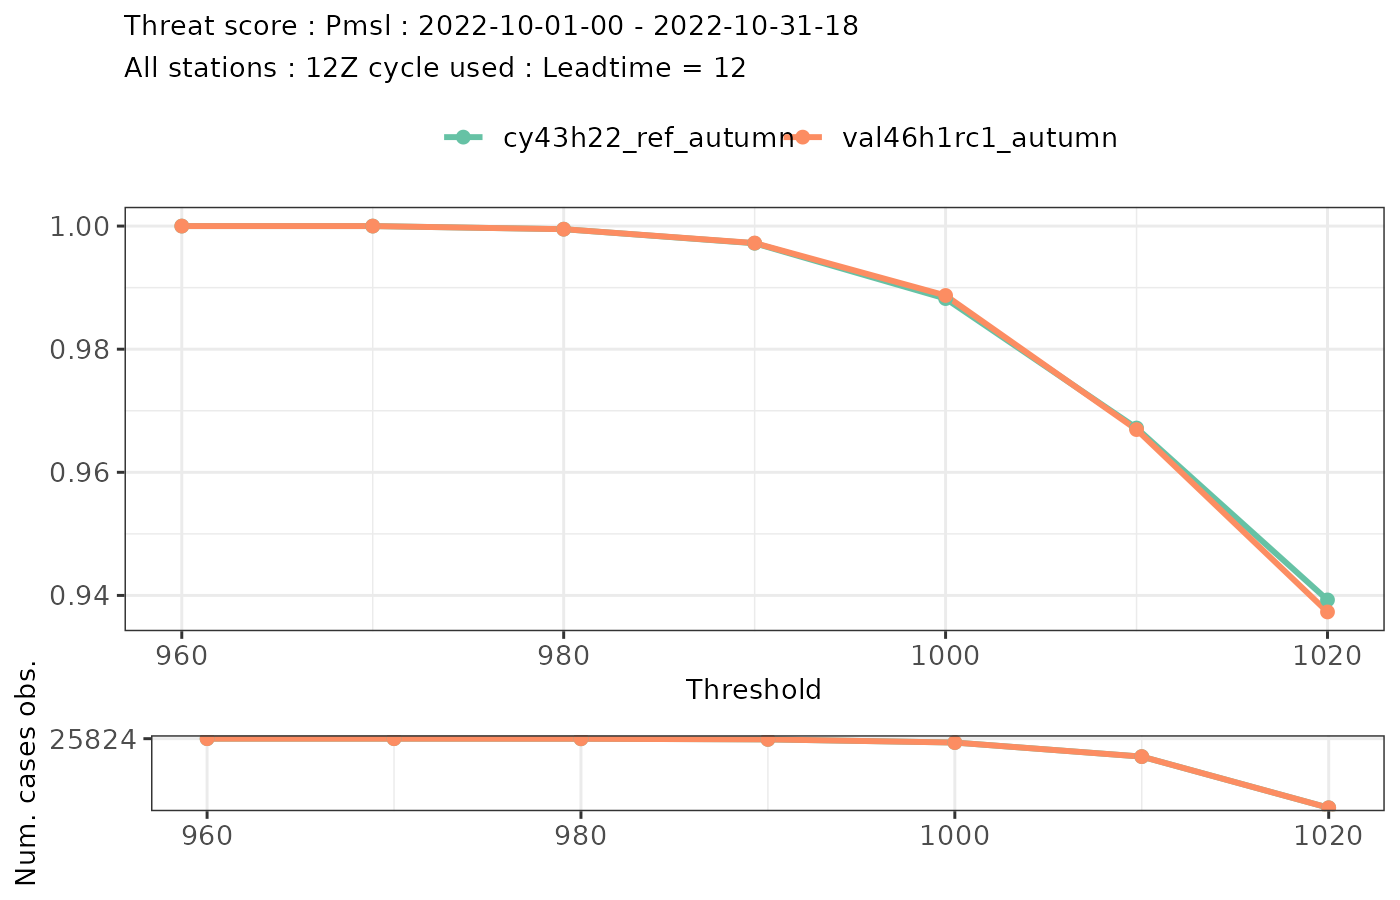 Threat score : Pmsl : 2022-10-01-00 - 2022-10-31-18
All stations : 12Z cycle used : Leadtime = 12
cy43h22_ref_autumn val46h1rc1_autumn
1.00
0.98
0.96
0.94
960 980 1000 1020
Threshold
Num. cases obs.
25824
960 980 1000 1020